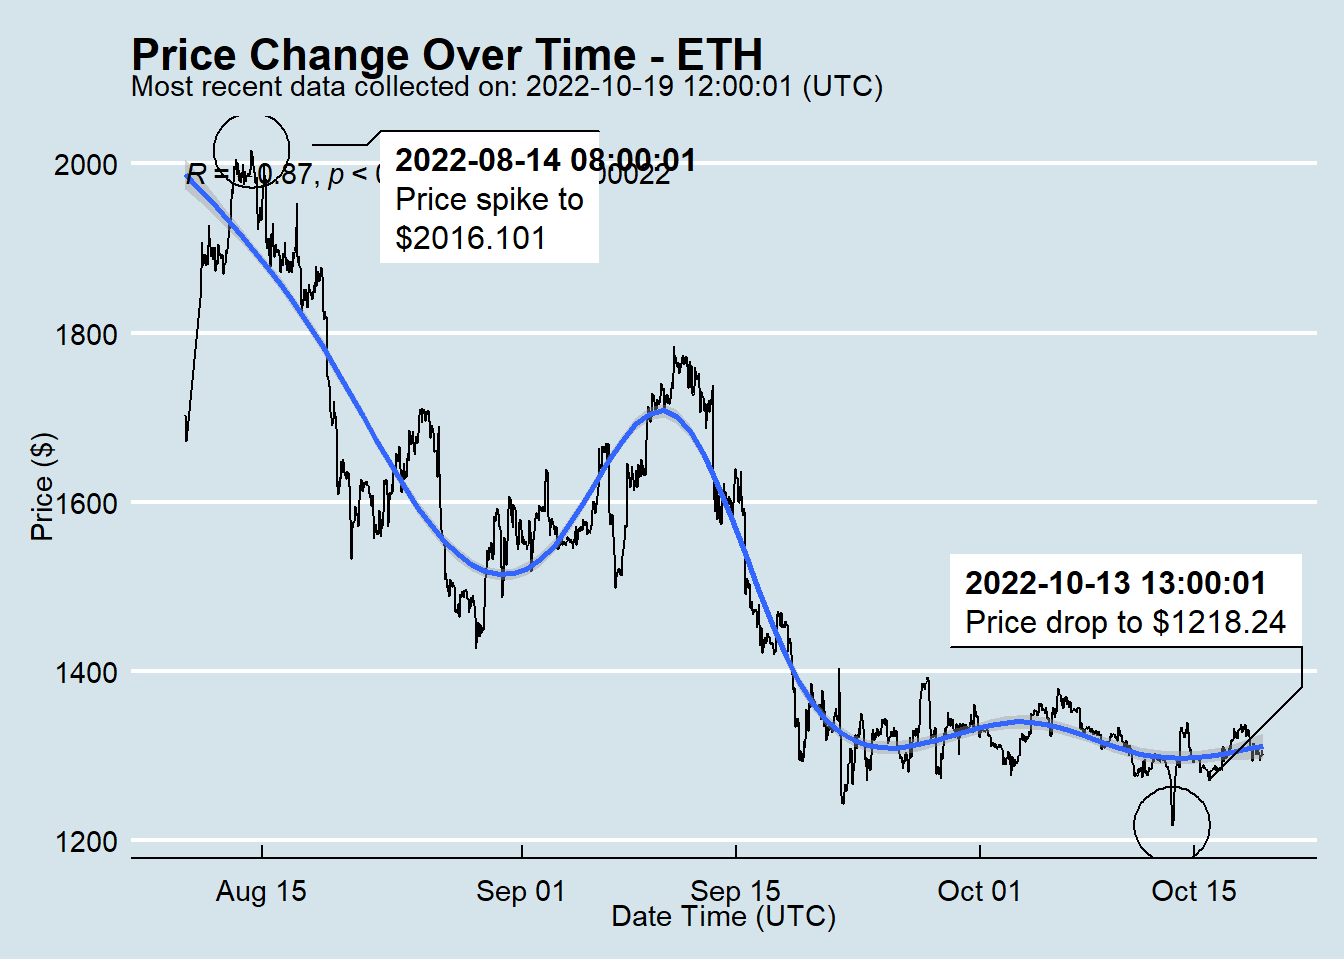 Price Change Over Time - ETH
Most recent data collected on: 2022-10-19 12:00:01 (UTC)
2022-08-14 08:00:01
Price spike to
$2016.101
R = 0.87, p < 00022
2022-10-13 13:00:01
Price drop to $1218.24
Price ($)
2000
1800
1600
1400
1200
Aug 15
Sep 01
Sep 15
Oct 01
Oct 15
Date Time (UTC)